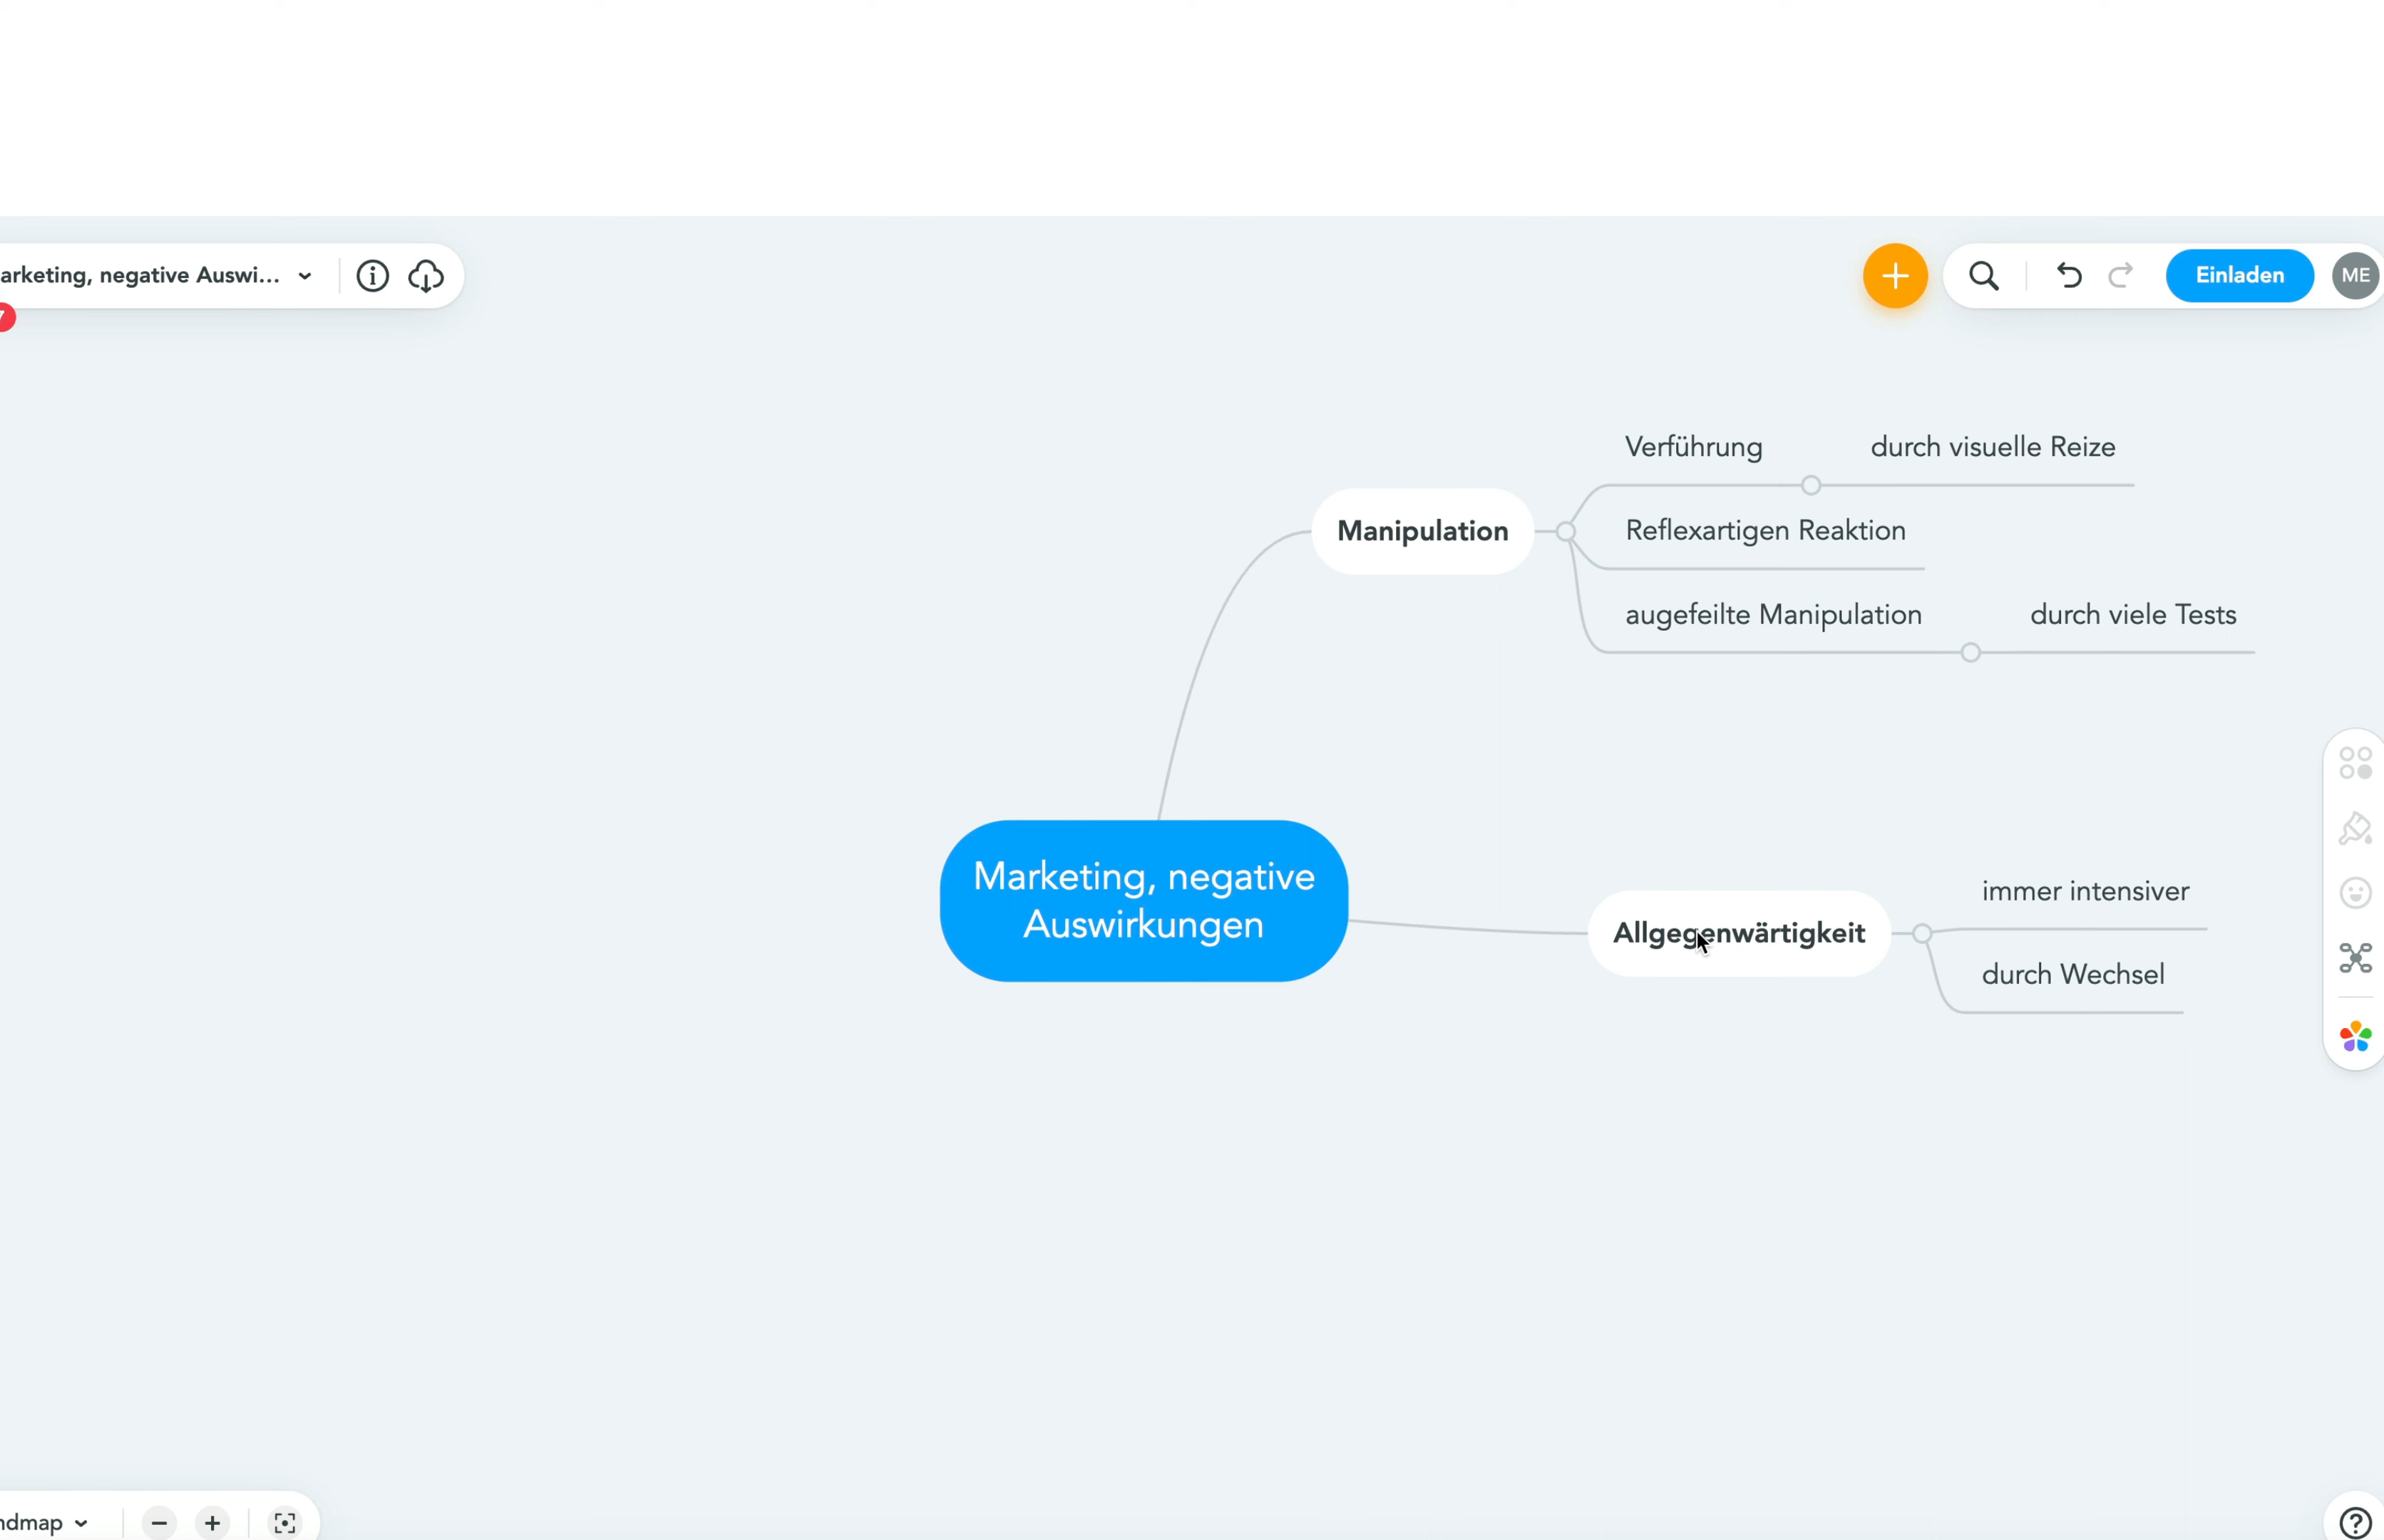 arketing, negative Auswi...
Einladen
ME
Verführung
durch visuelle Reize
Manipulation
Reflexartigen Reaktion
augefeilte Manipulation
durch viele Tests
Marketing, negative
Auswirkungen
Allgegenwärtigkeit
immer intensiver
durch Wechsel
ndmap